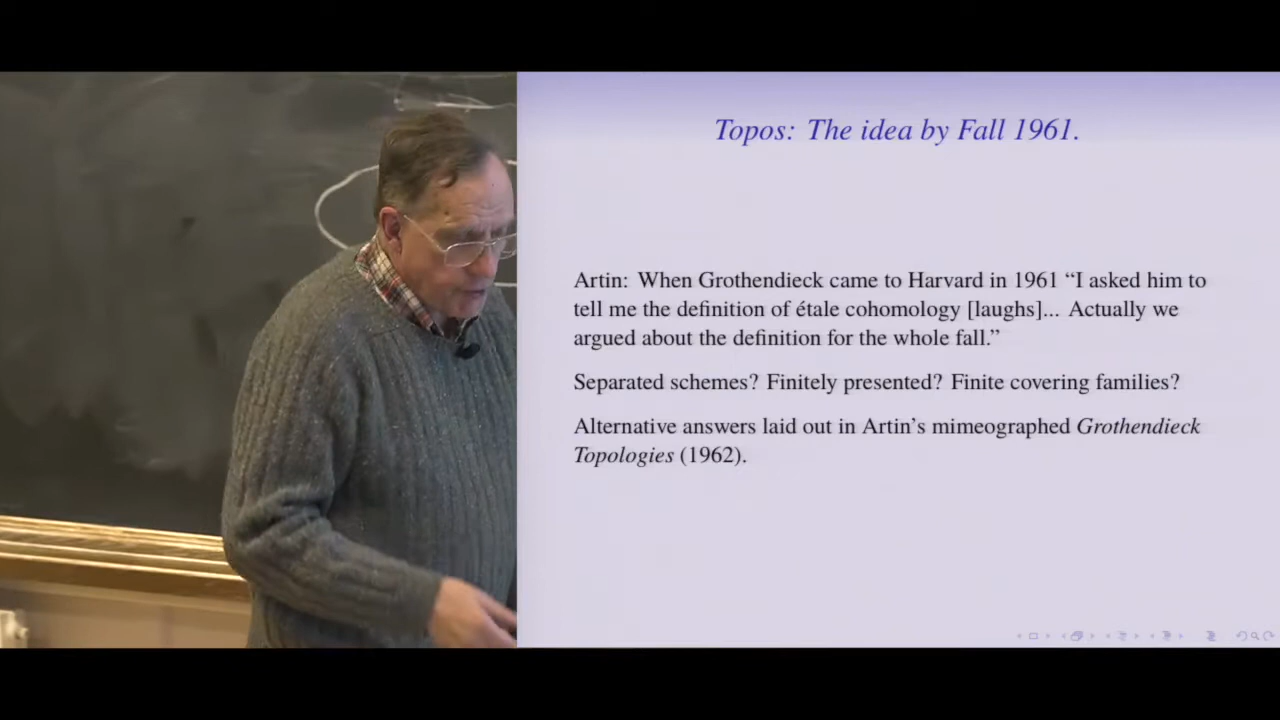 Topos: The idea by Fall 1961.
Artin: When Grothendieck came to Harvard in 1961 “I asked him to
tell me the definition of étale cohomology [laughs]... Actually we
argued about the definition for the whole fall.”
Separated schemes? Finitely presented? Finite covering families?
Alternative answers laid out in Artin’s mimeographed Grothendieck
Topologies (1962).